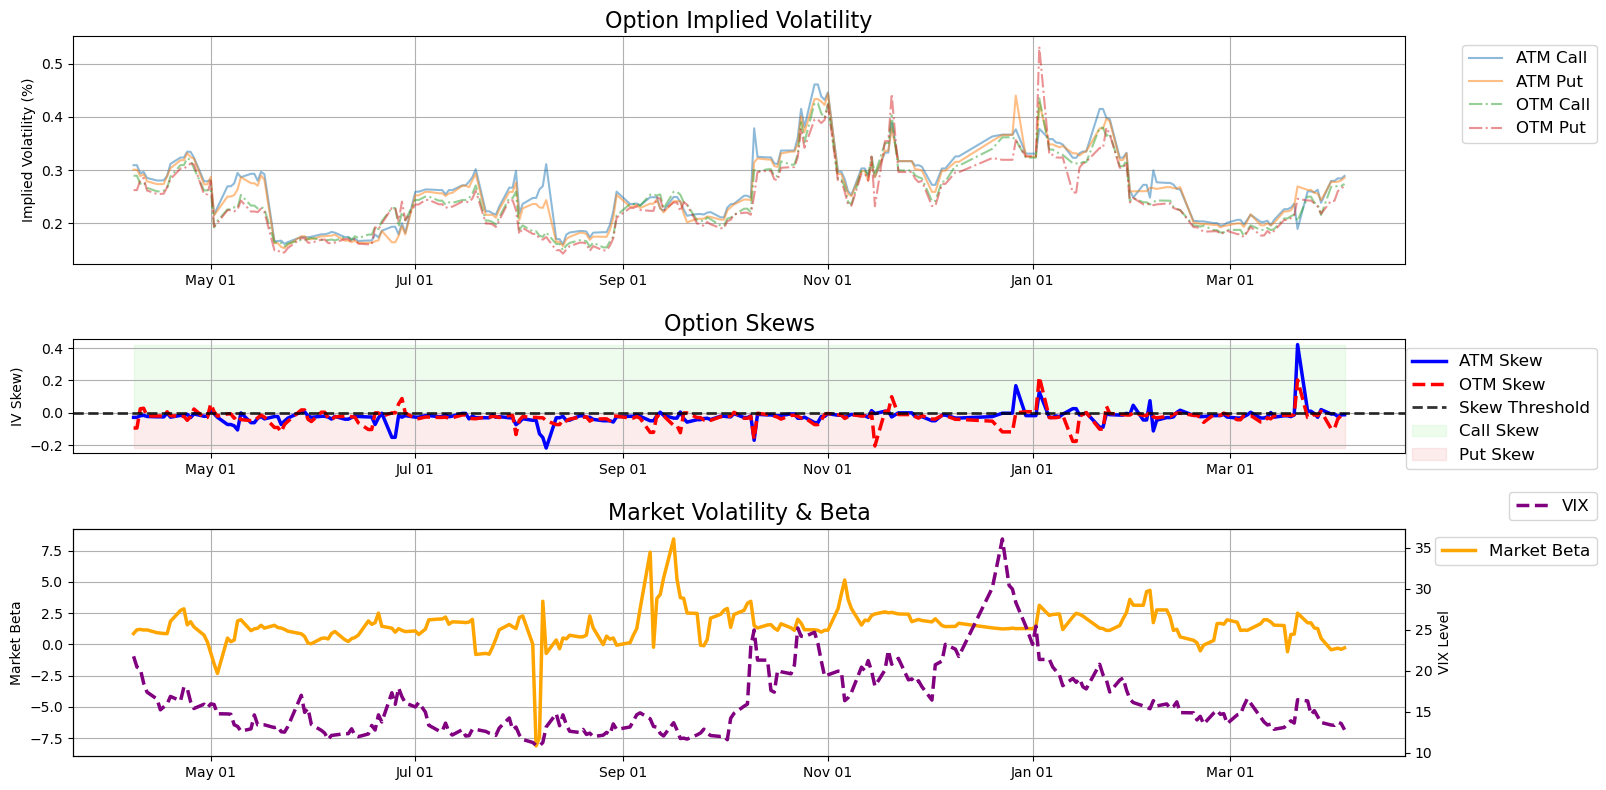 Option Implied Volatility
Implied Volatility (%)
0.5
0.4
0.3
0.2
May 01
Jul 01
Sep 01
Nov 01
Jan 01
Mar 01
ATM Call
ATM Put
OTM Call
OTM Put
Option Skews
IV Skew)
0.4
0.2
0.0
−0.2
May 01
Jul 01
Sep 01
Nov 01
Jan 01
Mar 01
ATM Skew
OTM Skew
Skew Threshold
Call Skew
Put Skew
Market Volatility & Beta
Market Beta
7.5
5.0
2.5
0.0
−2.5
−5.0
−7.5
May 01
Jul 01
Sep 01
Nov 01
Jan 01
Mar 01
35
30
25
20
15
10
VIX Level
VIX
Market Beta